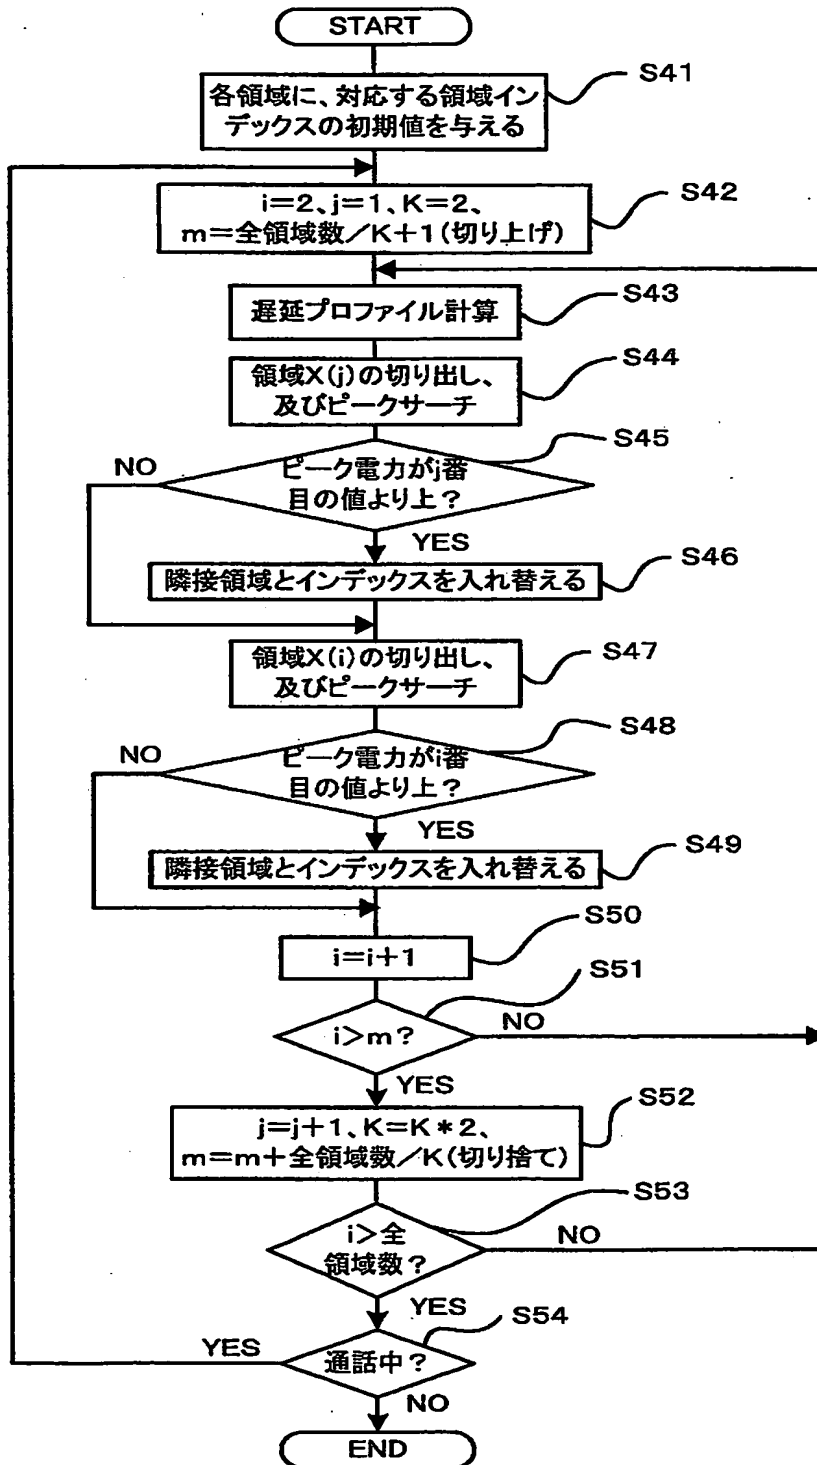 START
S41
各領域に、対応する領域イン
デックスの初期値を与える
S42
i=2、j=1、K=2、
m=全領域数/K+1(切り上げ)
S43
遅延プロファイル計算
S44
領域X(j)の切り出し、
及びピークサーチ
S45
NO
ピーク電力がj番
目の値より上?
YES
S46
隣接領域とインデックスを入れ替える
S47
領域X(i)の切り出し、
及びピークサーチ
S48
NO
ピーク電力がi番
目の値より上?
YES
S49
隣接領域とインデックスを入れ替える
S50
i=i+1
S51
i>m?
NO
YES
S52
j=j+1、K=K*2、
m=m+全領域数/K(切り捨て)
S53
i>全
領域数?
NO
YES
S54
YES
通話中?
NO
END